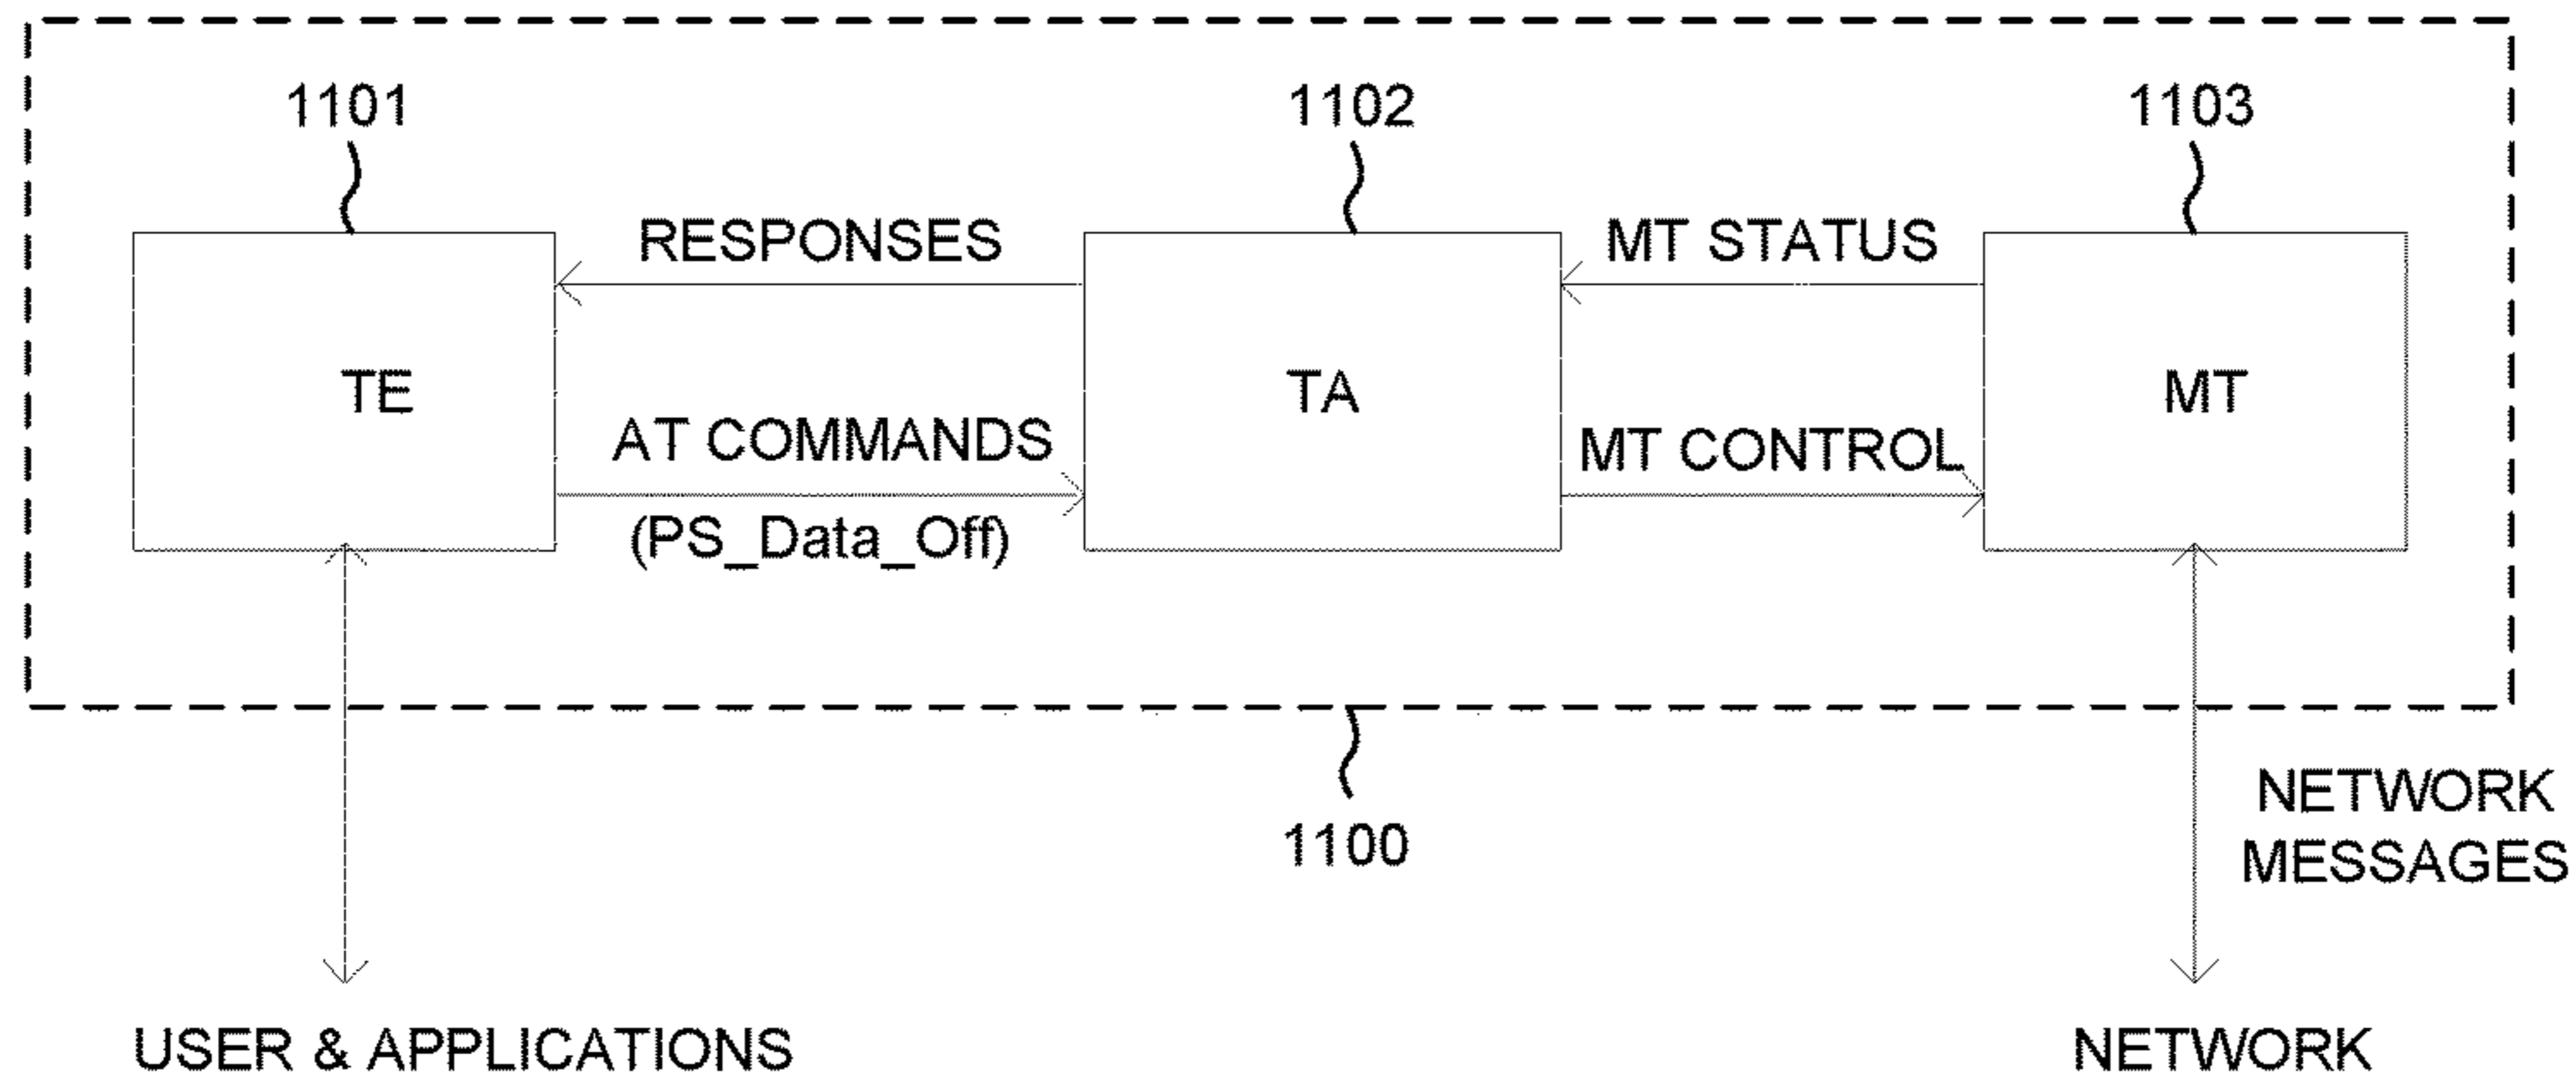 1101
1102
1103
RESPONSES
MT STATUS
TE
TA
MT
AT COMMANDS
MT CONTROL
(PS_Data_Off)
NETWORK
MESSAGES
1100
USER & APPLICATIONS
NETWORK